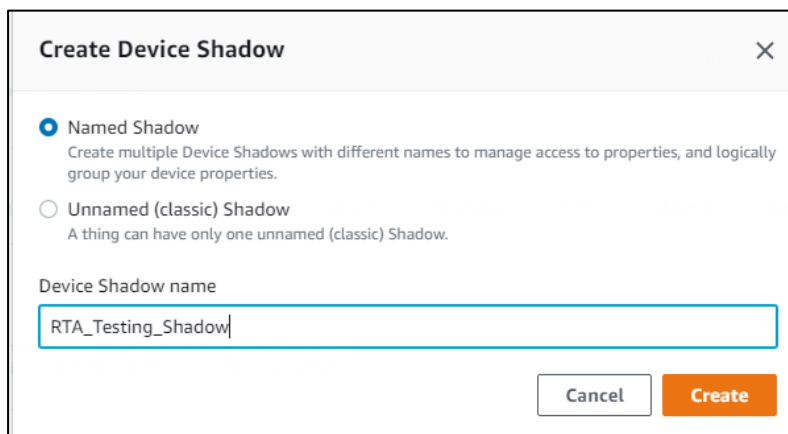 Create Device Shadow
Named Shadow
Create multiple Device Shadows with different names to manage access to properties, and logically
group your device properties.
Unnamed (classic) Shadow
A thing can have only one unnamed (classic) Shadow.
Device Shadow name
RTA_Testing_Shadow
Cancel Create